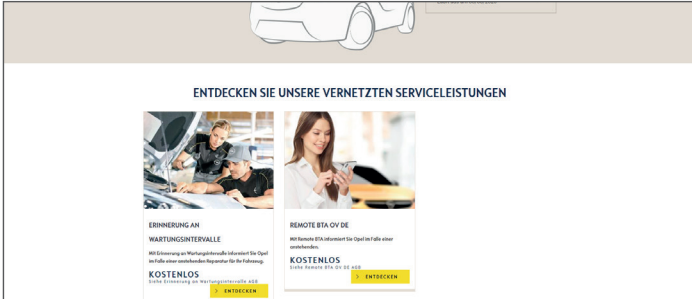 ENTDECKEN SIE UNSERE VERNETZTEN SERVICELEISTUNGEN
ERINNERUNG AN
WARTUNGSINTERVALLE
Mit Erinnerung an Wartungsintervalle informiert Sie Opel
im Falle einer anstehenden Reparatur für Ihr Fahrzeug.
KOSTENLOS
Siehe Erinnerung an Wartungsintervalle AGB
> ENTDECKEN
REMOTE BTA OV DE
Mit Remote BTA informiert Sie Opel im Falle einer
anstehenden.
KOSTENLOS
Siehe Remote BTA OV DE AGB
> ENTDECKEN